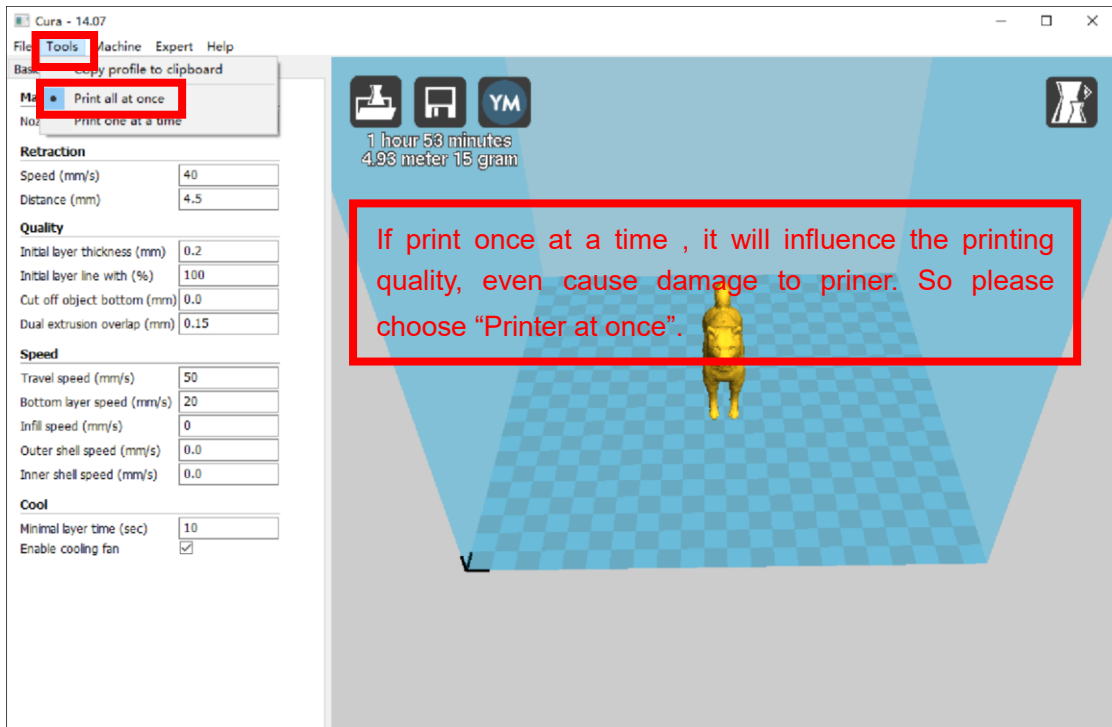 Cura - 14.07
File Tools Machine Expert Help
Copy profile to clipboard
Print all at once
Print one at a time
Retraction
Speed (mm/s) 40
Distance (mm) 4.5
Quality
Initial layer thickness (mm) 0.2
Initial layer line with (%) 100
Cut off object bottom (mm) 0.0
Dual extrusion overlap (mm) 0.15
Speed
Travel speed (mm/s) 50
Bottom layer speed (mm/s) 20
Infill speed (mm/s) 0
Outer shell speed (mm/s) 0.0
Inner shell speed (mm/s) 0.0
Cool
Minimal layer time (sec) 10
Enable cooling fan
YM
1 hour 53 minutes
4.93 meter 15 gram
If print once at a time , it will influence the printing
quality, even cause damage to priner. So please
choose “Printer at once”.